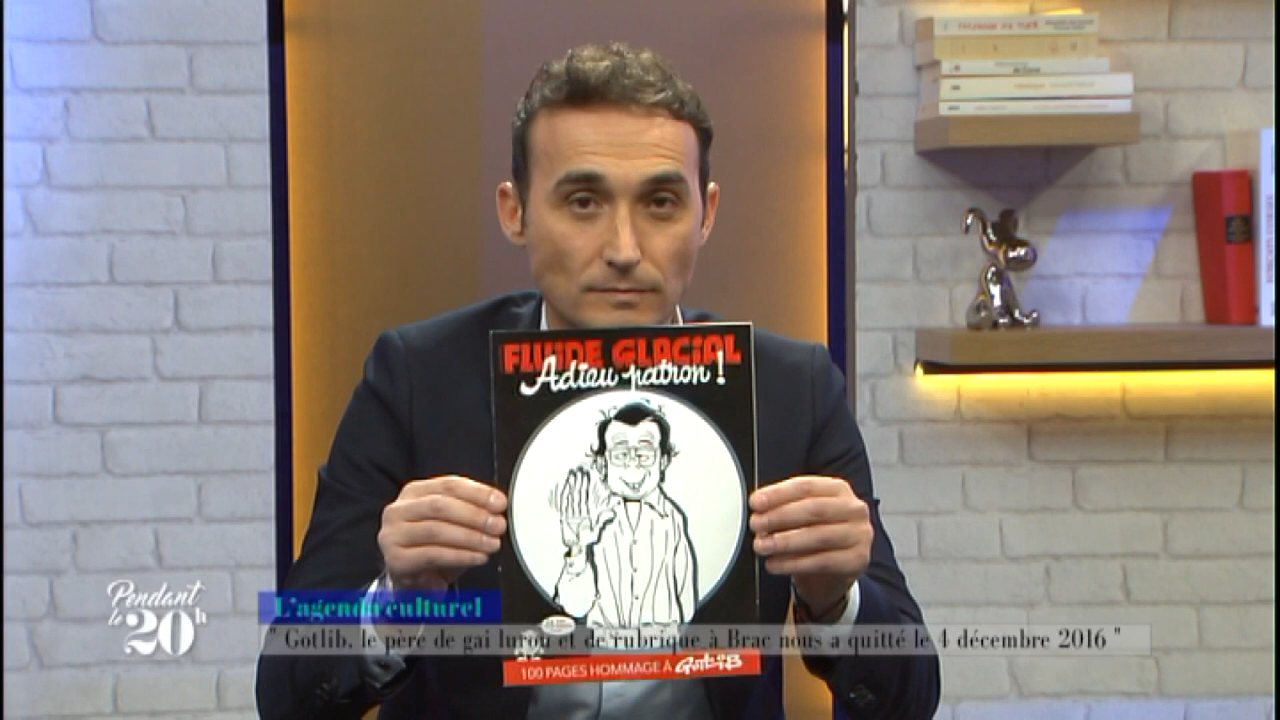 FLUIDE GLACIAL
Adieu patron !
Pendant
le
20h
L'agenda culturel
" Gotlib, le père de gai luron et de rubrique à Brac nous a quitté le 4 décembre 2016 "
100 PAGES HOMMAGE À Gotlib